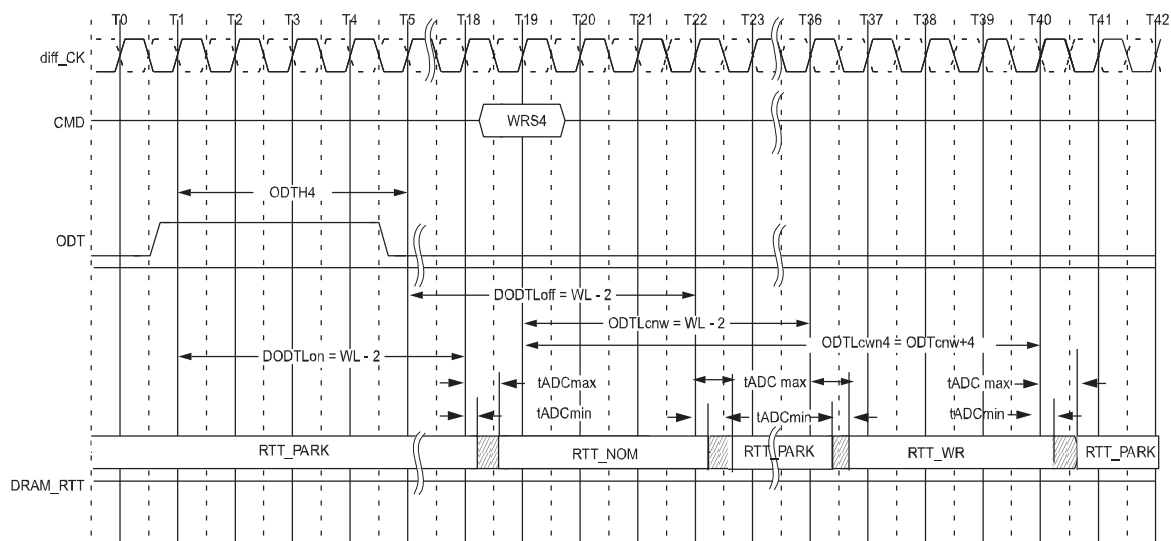 T0 T1 T2 T3 T4 T5 T18 T19 T20 T21 T22 T23 T36 T37 T38 T39 T40 T41 T42
diff_CK
CMD
WRS4
ODTH4
ODT
DODTLoff = WL - 2
ODTLcnw = WL - 2
ODTLcwn4 = ODTcnw+4
DODTLon = WL - 2
tADCmax
tADC max
tADC max
tADCmin
tADCmin
tADCmin
RTT_PARK
RTT_NOM
RTT_PARK
RTT_WR
RTT_PARK
DRAM_RTT